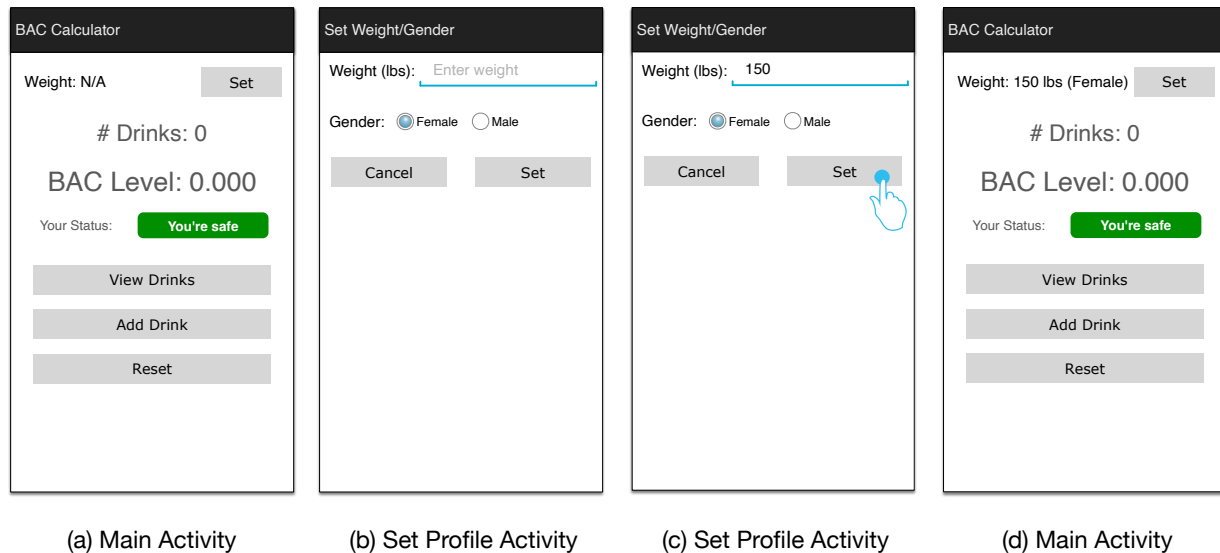 BAC Calculator
Weight: N/A
Set
# Drinks: 0
BAC Level: 0.000
Your Status:
You're safe
View Drinks
Add Drink
Reset
(a) Main Activity
Set Weight/Gender
Weight (lbs):
Enter weight
Gender:
Female
Male
Cancel
Set
(b) Set Profile Activity
Set Weight/Gender
Weight (lbs):
150
Gender:
Female
Male
Cancel
Set
(c) Set Profile Activity
BAC Calculator
Weight: 150 lbs (Female)
Set
# Drinks: 0
BAC Level: 0.000
Your Status:
You're safe
View Drinks
Add Drink
Reset
(d) Main Activity